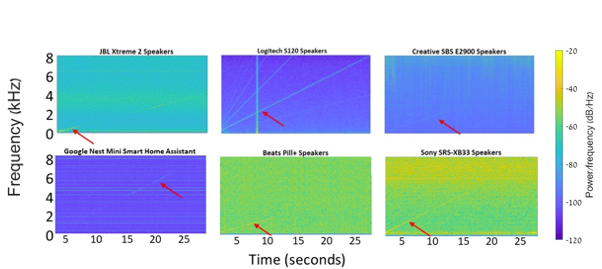 JBL Xtreme 2 Speakers
Logitech S120 Speakers
Creative SBS E2900 Speakers
-20
8
6
4
2
0
-40
-60
Google Nest Mini Smart Home Assistant
Beats Pill+ Speakers
Sony SRS-XB33 Speakers
-80
8
6
4
2
0
-100
-120
5 10 15 20 25
5 10 15 20 25
5 10 15 20 25
Frequency (kHz)
Time (seconds)
Power/frequency (dB/Hz)